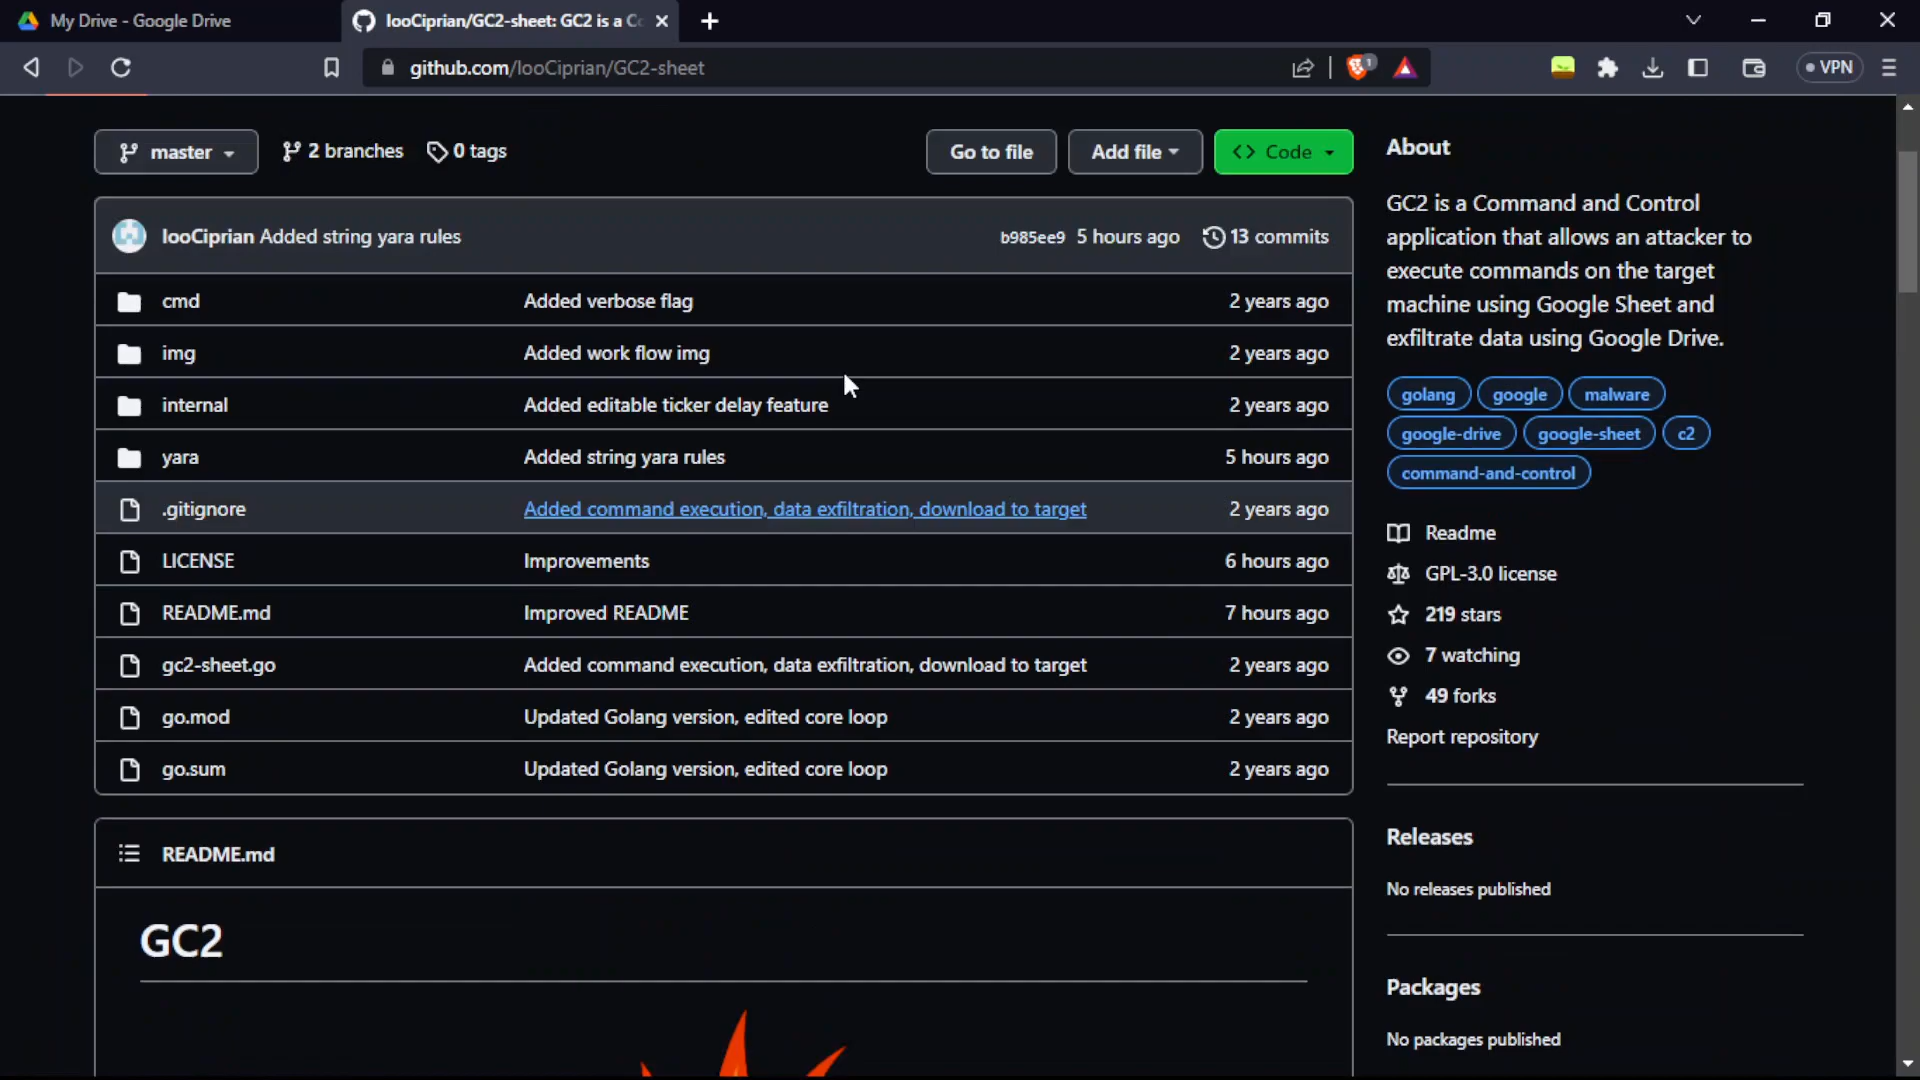 My Drive - Google Drive
looCiprian/GC2-sheet: GC2 is a Co
github.com/looCiprian/GC2-sheet
1
VPN
master
2 branches
0 tags
Go to file
Add file
<> Code
looCiprian Added string yara rules
b985ee9 5 hours ago
13 commits
cmd Added verbose flag 2 years ago
img Added work flow img 2 years ago
internal Added editable ticker delay feature 2 years ago
yara Added string yara rules 5 hours ago
.gitignore Added command execution, data exfiltration, download to target 2 years ago
LICENSE Improvements 6 hours ago
README.md Improved README 7 hours ago
gc2-sheet.go Added command execution, data exfiltration, download to target 2 years ago
go.mod Updated Golang version, edited core loop 2 years ago
go.sum Updated Golang version, edited core loop 2 years ago
README.md
GC2
About
GC2 is a Command and Control
application that allows an attacker to
execute commands on the target
machine using Google Sheet and
exfiltrate data using Google Drive.
golang google malware
google-drive google-sheet c2
command-and-control
Readme
GPL-3.0 license
219 stars
7 watching
49 forks
Report repository
Releases
No releases published
Packages
No packages published